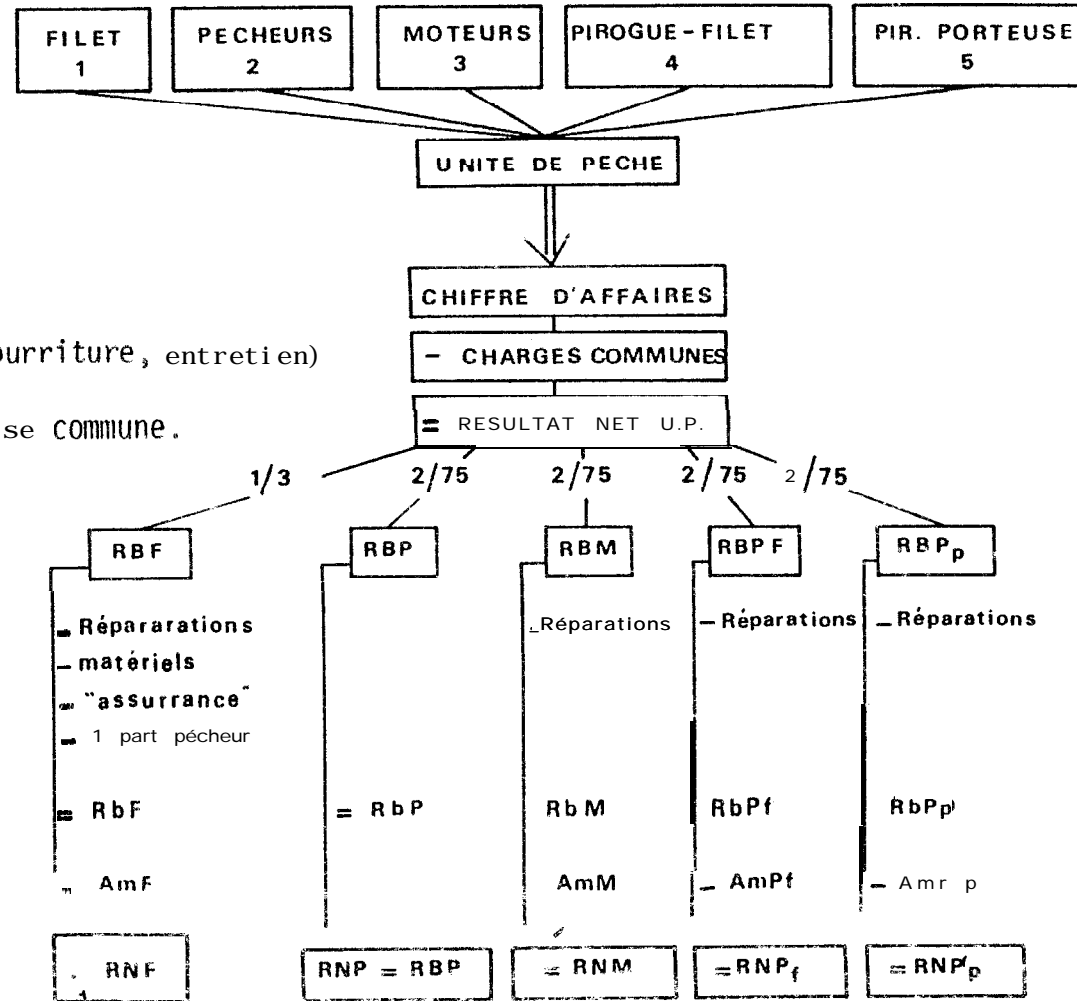 FILET PECHEURS MOTEURS PIROGUE-FILET PIR. PORTEUSE
1 2 3 4 5
UNITE DE PECHE
CHIFFRE D'AFFAIRES
ourriture, entretien) - CHARGES COMMUNES
se commune. = RESULTAT NET U.P.
1/3 2/75 2/75 2/75 2/75
RBF RBP RBM RBPF RBPp
- Répararations -Réparations - Réparations - Réparations
- matériels
- "assurrance"
- 1 part pécheur
= RbF = RbP RbM RbPf RbPp
- AmF AmM - AmPf - Amr p
RNF RNP = RBP = RNM =RNPf = RNPp